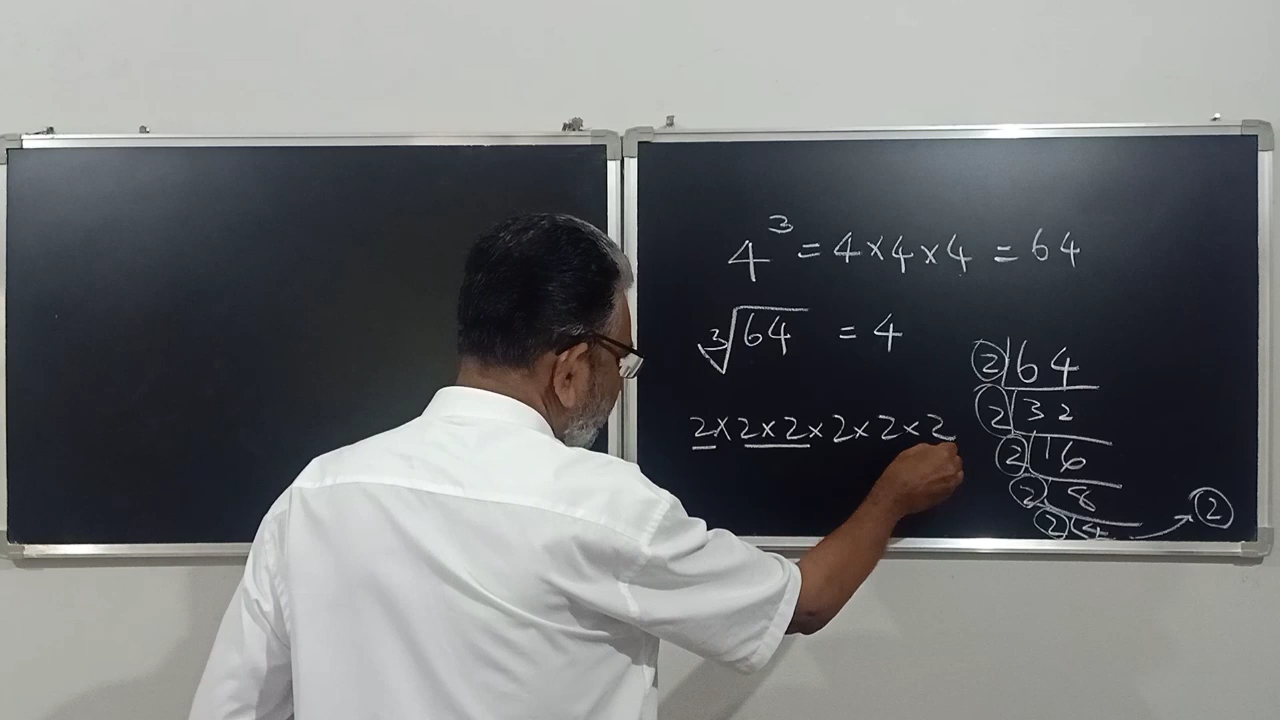 4³ = 4 × 4 × 4 = 64
∛64 = 4
2 × 2 × 2 × 2 × 2 × 2
2 | 64
2 | 32
2 | 16
2 | 8
2 | 4 → 2